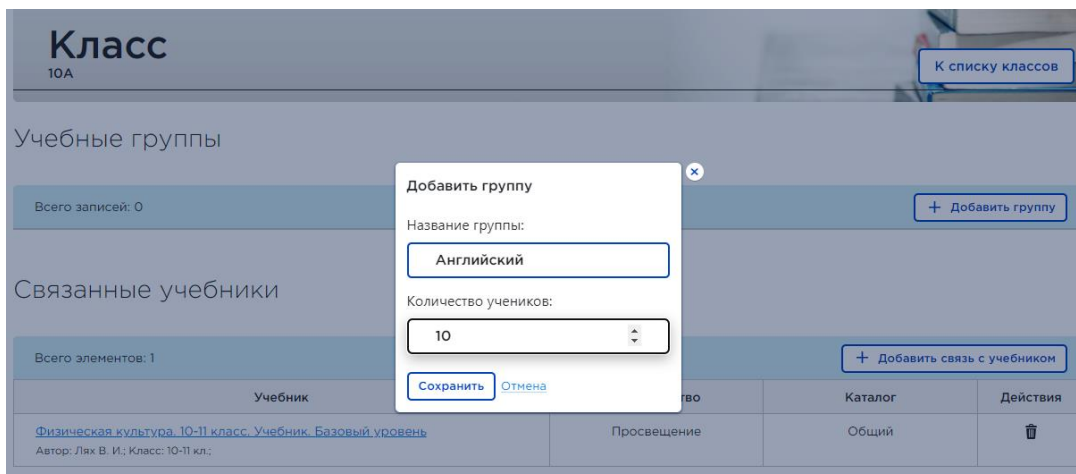 Класс
10А
К списку классов
Учебные группы
Всего записей: 0
+ Добавить группу
Добавить группу
Название группы:
Английский
Количество учеников:
10
Сохранить Отмена
Связанные учебники
Всего элементов: 1
+ Добавить связь с учебником
Учебник Каталог Действия
Физическая культура. 10-11 класс. Учебник. Базовый уровень Просвещение Общий
Автор: Лях В. И.; Класс: 10-11 кл.;